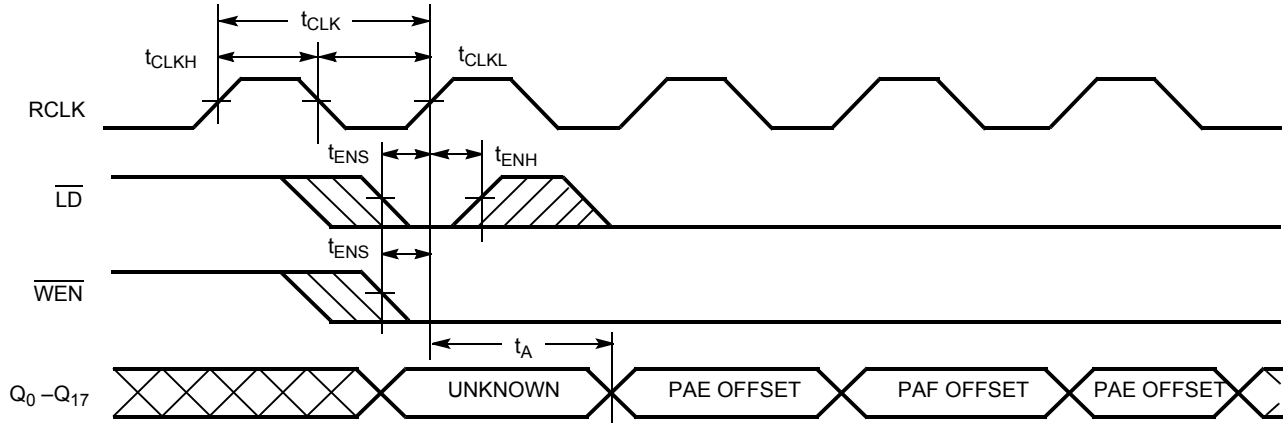 tCLK
tCLKH
tCLKL
RCLK
tENS
tENH
LD
tENS
WEN
tA
Q0 –Q17
UNKNOWN
PAE OFFSET
PAF OFFSET
PAE OFFSET